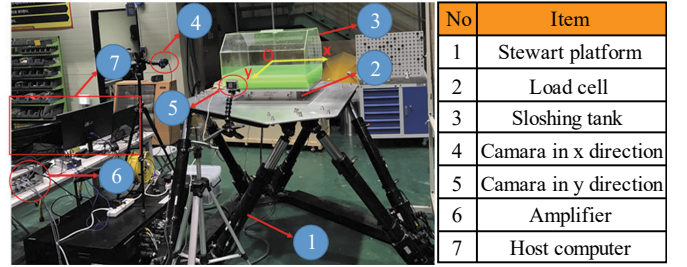 4
3
7
O
x
y
2
5
6
1
No Item
1 Stewart platform
2 Load cell
3 Sloshing tank
4 Camara in x direction
5 Camara in y direction
6 Amplifier
7 Host computer